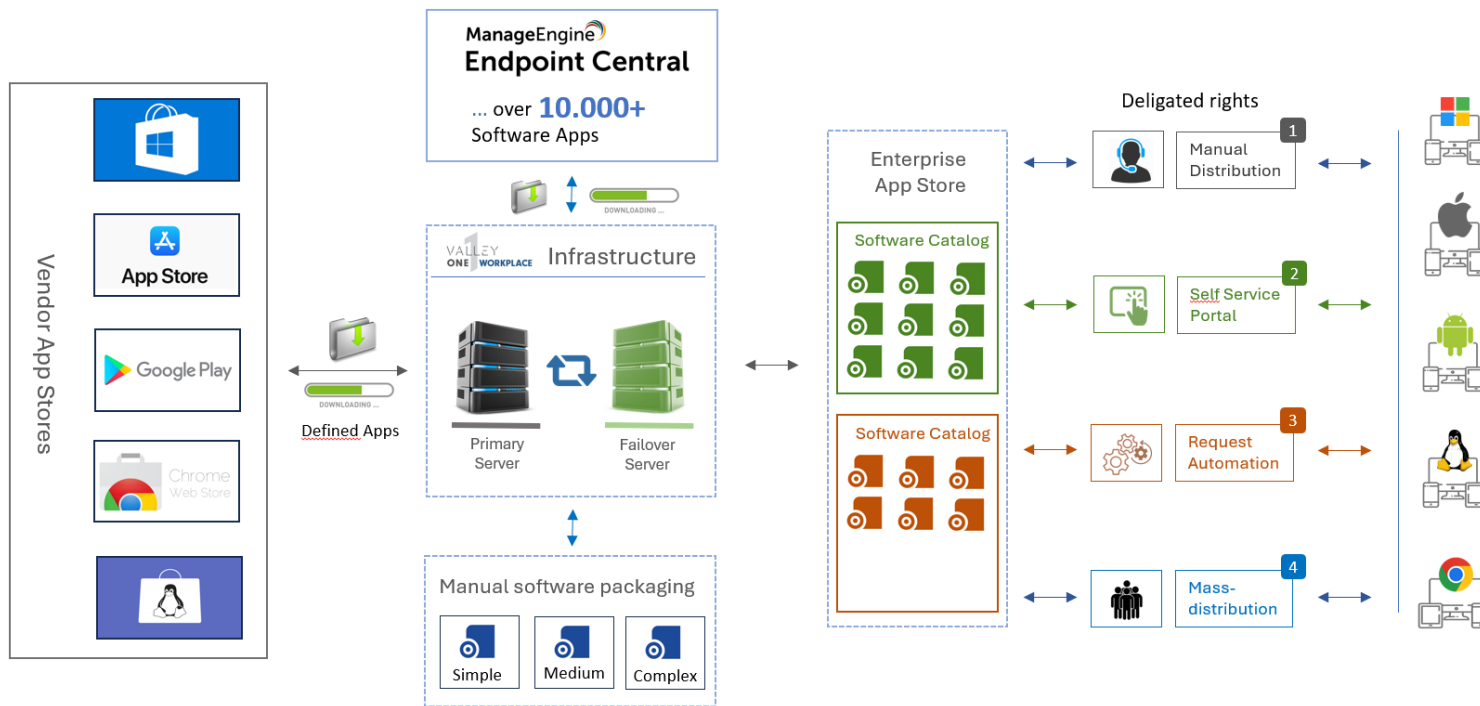 Vendor App Stores
App Store
Google Play
Chrome
Web Store
DOWNLOADING ...
Defined Apps
ManageEngine
Endpoint Central
... over 10.000+
Software Apps
DOWNLOADING ...
VALLEY 1
ONE WORKPLACE
Infrastructure
Primary
Server
Failover
Server
Manual software packaging
Simple
Medium
Complex
Enterprise
App Store
Software Catalog
Software Catalog
Deligated rights
1
Manual
Distribution
2
Self Service
Portal
3
Request
Automation
4
Mass-
distribution